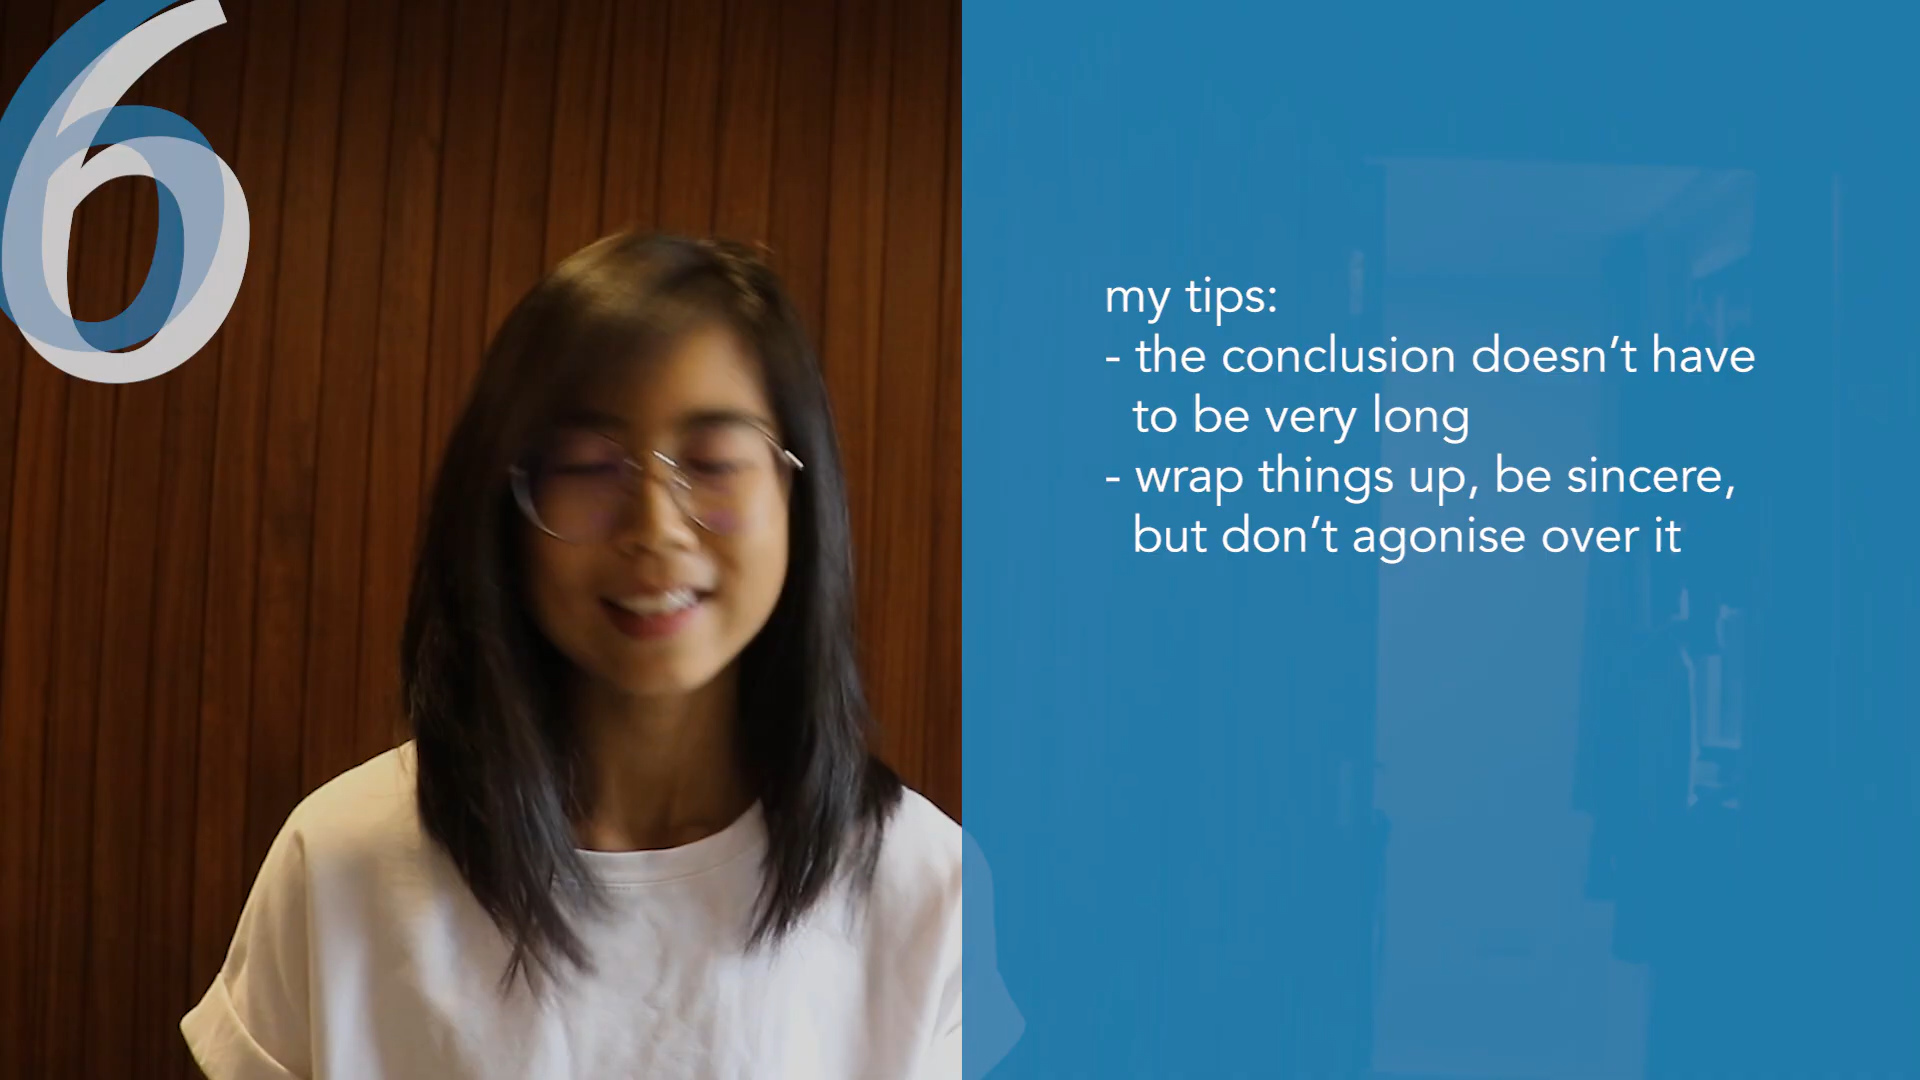 6
my tips:
- the conclusion doesn’t have
to be very long
- wrap things up, be sincere,
but don’t agonise over it